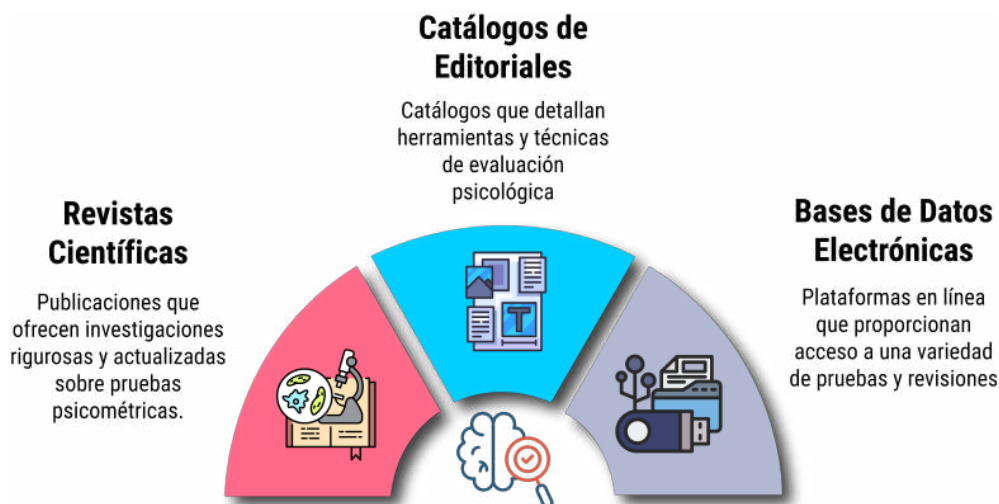 Catálogos de
Editoriales
Catálogos que detallan
herramientas y técnicas
de evaluación
psicológica
Revistas
Científicas
Publicaciones que
ofrecen investigaciones
rigurosas y actualizadas
sobre pruebas
psicométricas.
Bases de Datos
Electrónicas
Plataformas en línea
que proporcionan
acceso a una variedad
de pruebas y revisiones
T